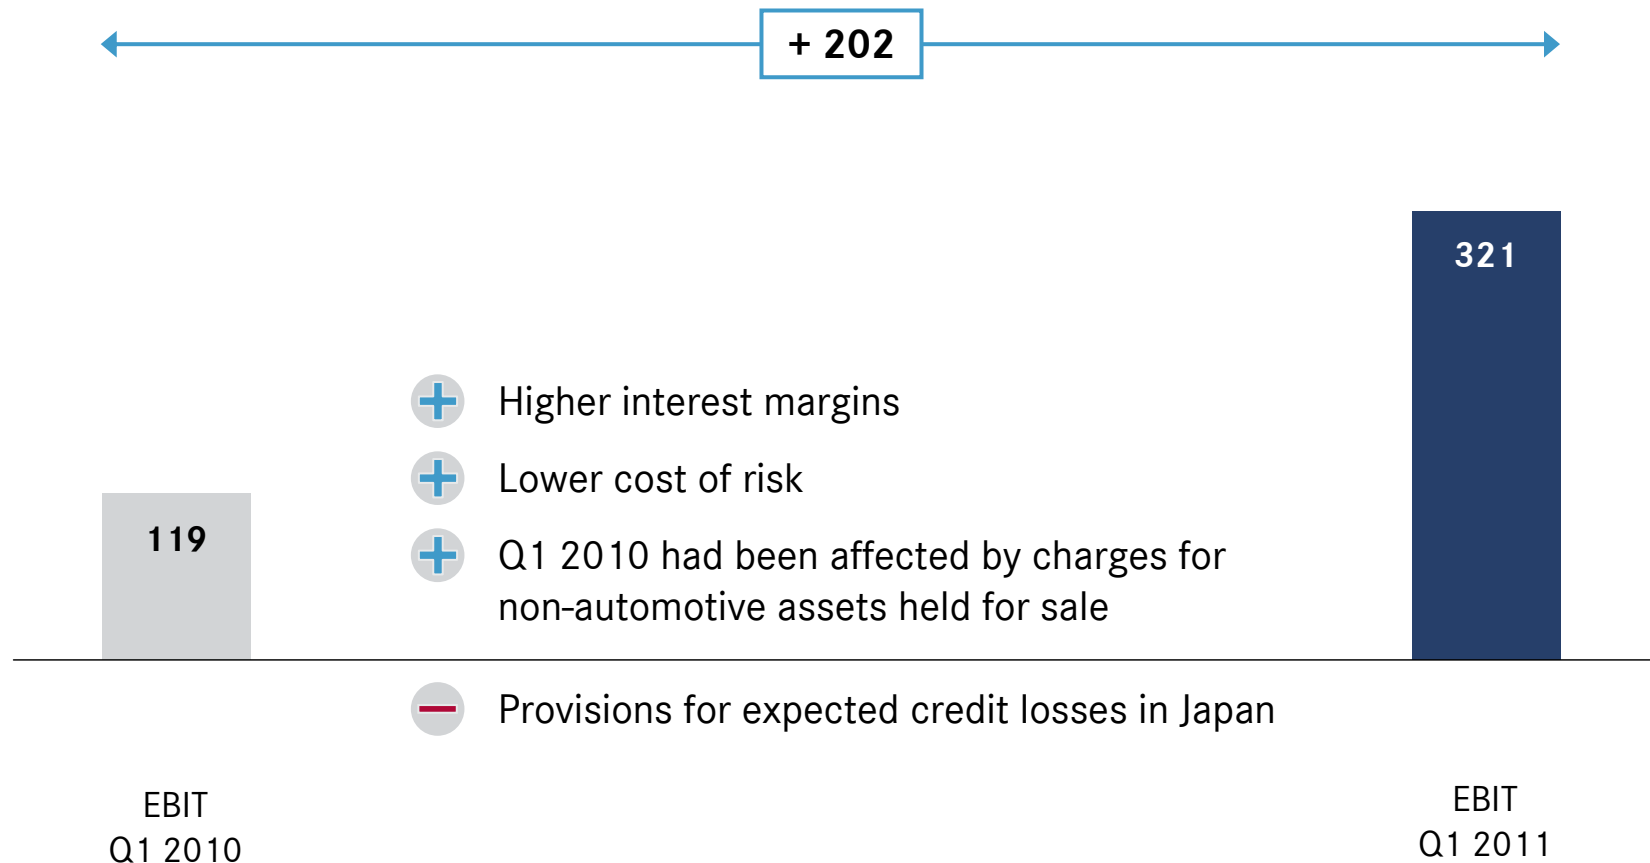 + 202
321
119
Higher interest margins
Lower cost of risk
Q1 2010 had been affected by charges for
non-automotive assets held for sale
Provisions for expected credit losses in Japan
EBIT
Q1 2010
EBIT
Q1 2011